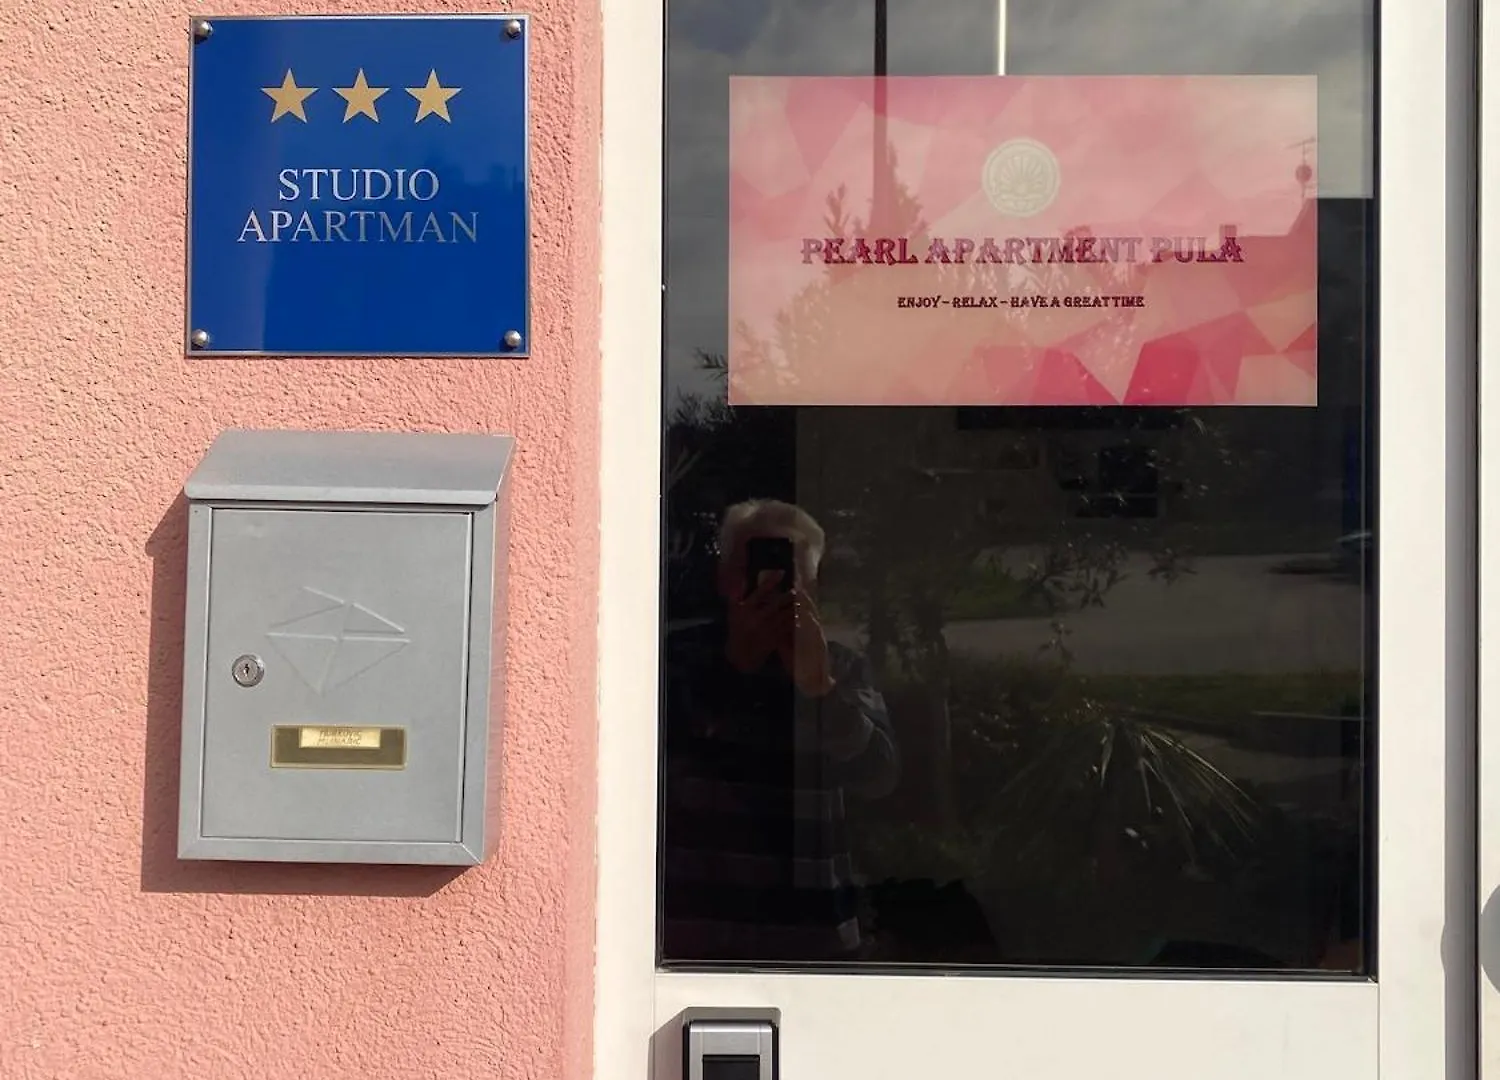 STUDIO
APARTMAN
PEARL APARTMENT PULA
ENJOY - RELAX - HAVE A GREAT TIME